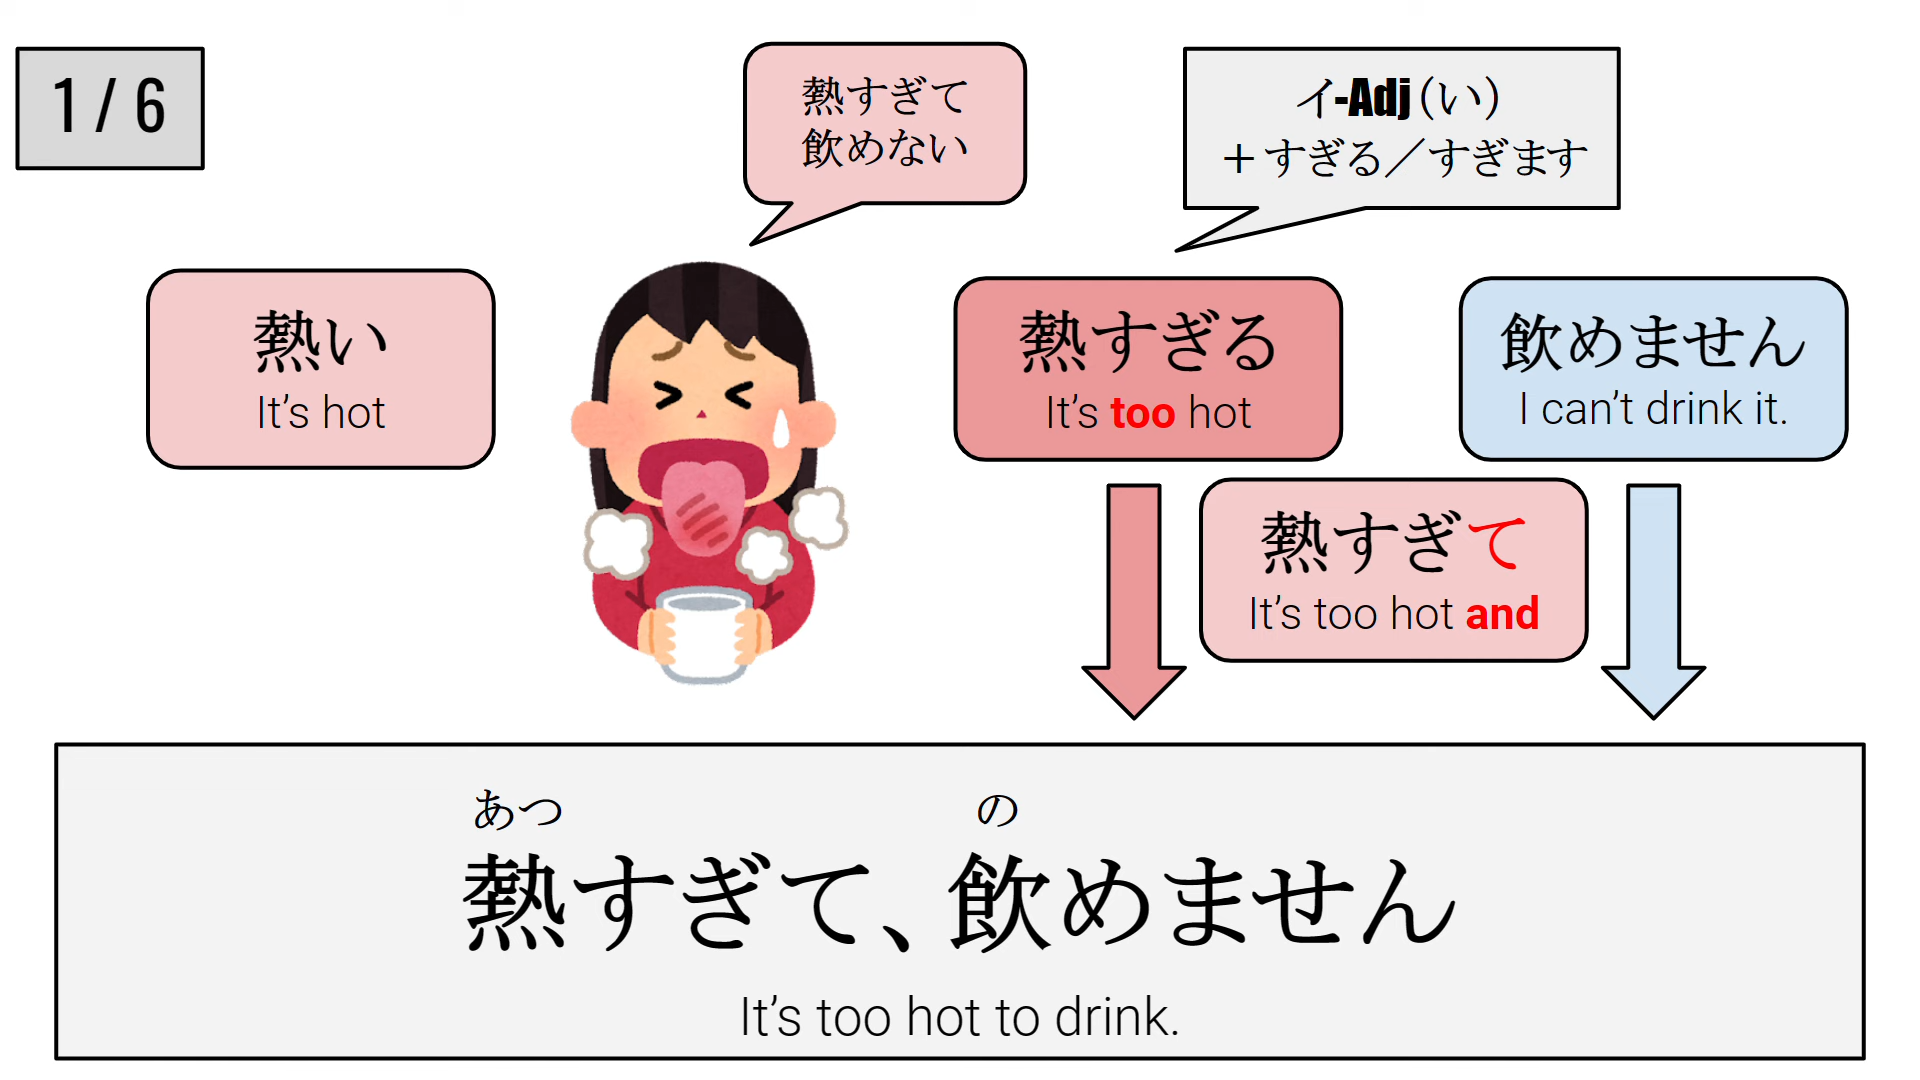 1 / 6
熱すぎて
飲めない
イ-Adj（い）
＋すぎる／すぎます
熱い
It's hot
熱すぎる
It's too hot
飲めません
I can't drink it.
熱すぎて
It's too hot and
あつ の
熱すぎて、飲めません
It's too hot to drink.